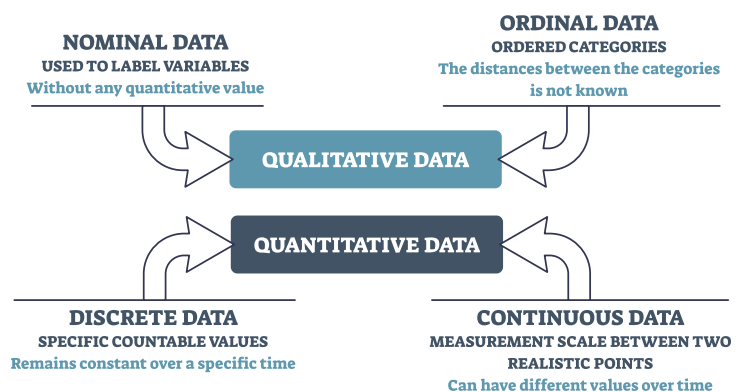 NOMINAL DATA
USED TO LABEL VARIABLES
Without any quantitative value
ORDINAL DATA
ORDERED CATEGORIES
The distances between the categories
is not known
QUALITATIVE DATA
QUANTITATIVE DATA
DISCRETE DATA
SPECIFIC COUNTABLE VALUES
Remains constant over a specific time
CONTINUOUS DATA
MEASUREMENT SCALE BETWEEN TWO
REALISTIC POINTS
Can have different values over time